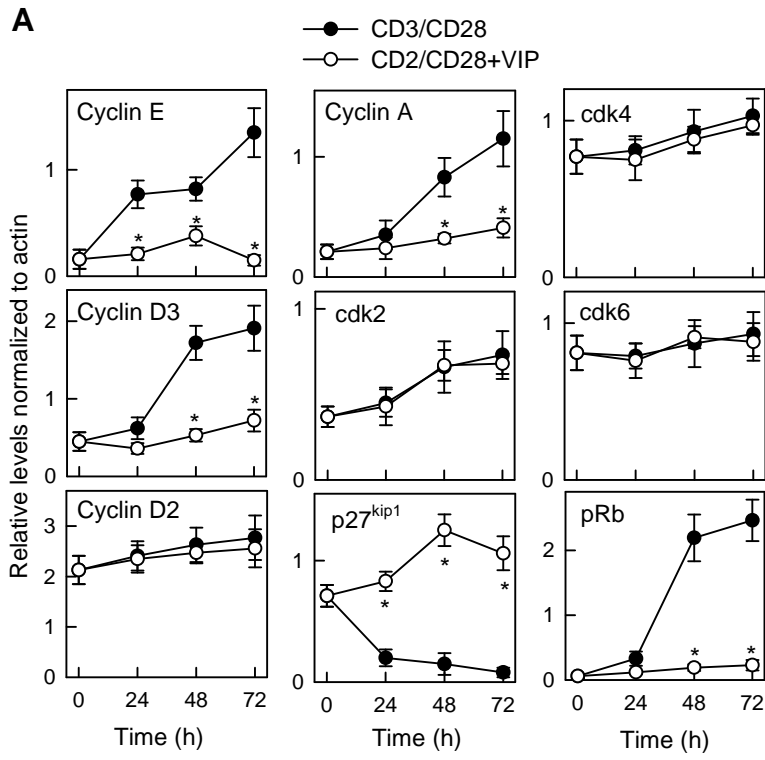 A
CD3/CD28
CD2/CD28+VIP
Relative levels normalized to actin
Cyclin E
1
0
*
*
*
Cyclin A
1
0
*
*
cdk4
1
0
Cyclin D3
2
1
0
*
*
cdk2
1
0
cdk6
1
0
Cyclin D2
3
2
1
0
0 24 48 72
Time (h)
p27kip1
1
0
*
*
*
0 24 48 72
Time (h)
pRb
2
1
0
*
*
0 24 48 72
Time (h)